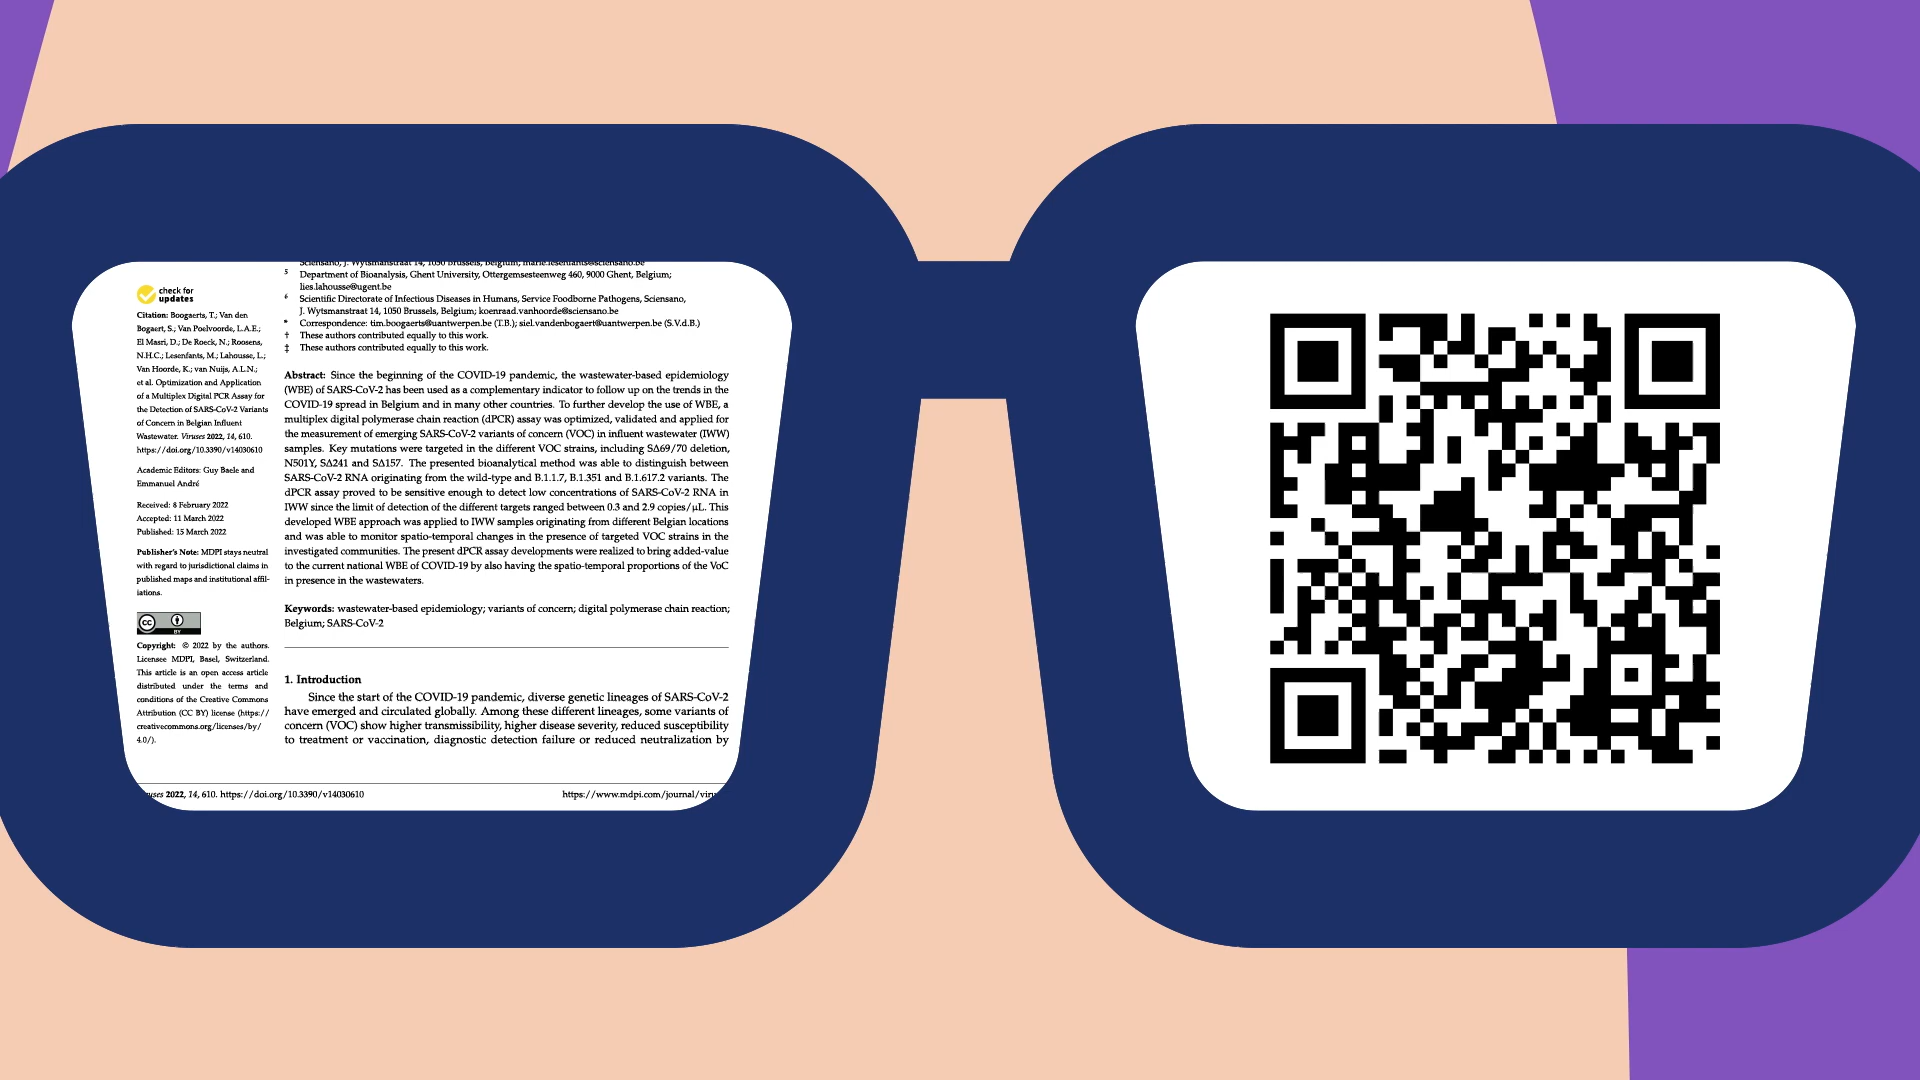 Sciensano, J. Wytsmanstraat 14, 1050 Brussels, Belgium; marie.lesenfants@sciensano.be
5 Department of Bioanalysis, Ghent University, Ottergemsesteenweg 460, 9000 Ghent, Belgium;
lies.lahousse@ugent.be
6 Scientific Directorate of Infectious Diseases in Humans, Service Foodborne Pathogens, Sciensano,
J. Wytsmanstraat 14, 1050 Brussels, Belgium; koenraad.vanhoorde@sciensano.be
* Correspondence: tim.boogaerts@uantwerpen.be (T.B.); siel.vandenbogaert@uantwerpen.be (S.V.d.B.)
† These authors contributed equally to this work.
‡ These authors contributed equally to this work.
check for
updates
Citation: Boogaerts, T.; Van den
Bogaert, S.; Van Poelvoorde, L.A.E.;
El Masri, D.; De Roeck, N.; Roosens,
N.H.C.; Lesenfants, M.; Lahousse, L.;
Van Hoorde, K.; van Nuijs, A.L.N.;
et al. Optimization and Application
of a Multiplex Digital PCR Assay for
the Detection of SARS-CoV-2 Variants
of Concern in Belgian Influent
Wastewater. Viruses 2022, 14, 610.
https://doi.org/10.3390/v14030610
Academic Editors: Guy Baele and
Emmanuel André
Received: 8 February 2022
Accepted: 11 March 2022
Published: 15 March 2022
Publisher's Note: MDPI stays neutral
with regard to jurisdictional claims in
published maps and institutional affil-
iations.
CC
BY
Copyright: © 2022 by the authors.
Licensee MDPI, Basel, Switzerland.
This article is an open access article
distributed under the terms and
conditions of the Creative Commons
Attribution (CC BY) license (https://
creativecommons.org/licenses/by/
4.0/).
Abstract: Since the beginning of the COVID-19 pandemic, the wastewater-based epidemiology
(WBE) of SARS-CoV-2 has been used as a complementary indicator to follow up on the trends in the
COVID-19 spread in Belgium and in many other countries. To further develop the use of WBE, a
multiplex digital polymerase chain reaction (dPCR) assay was optimized, validated and applied for
the measurement of emerging SARS-CoV-2 variants of concern (VOC) in influent wastewater (IWW)
samples. Key mutations were targeted in the different VOC strains, including SΔ69/70 deletion,
N501Y, SΔ241 and SΔ157. The presented bioanalytical method was able to distinguish between
SARS-CoV-2 RNA originating from the wild-type and B.1.1.7, B.1.351 and B.1.617.2 variants. The
dPCR assay proved to be sensitive enough to detect low concentrations of SARS-CoV-2 RNA in
IWW since the limit of detection of the different targets ranged between 0.3 and 2.9 copies/μL. This
developed WBE approach was applied to IWW samples originating from different Belgian locations
and was able to monitor spatio-temporal changes in the presence of targeted VOC strains in the
investigated communities. The present dPCR assay developments were realized to bring added-value
to the current national WBE of COVID-19 by also having the spatio-temporal proportions of the VoC
in presence in the wastewaters.
Keywords: wastewater-based epidemiology; variants of concern; digital polymerase chain reaction;
Belgium; SARS-CoV-2
1. Introduction
Since the start of the COVID-19 pandemic, diverse genetic lineages of SARS-CoV-2
have emerged and circulated globally. Among these different lineages, some variants of
concern (VOC) show higher transmissibility, higher disease severity, reduced susceptibility
to treatment or vaccination, diagnostic detection failure or reduced neutralization by
2022, 14, 610. https://doi.org/10.3390/v14030610
https://www.mdpi.com/journal/viru